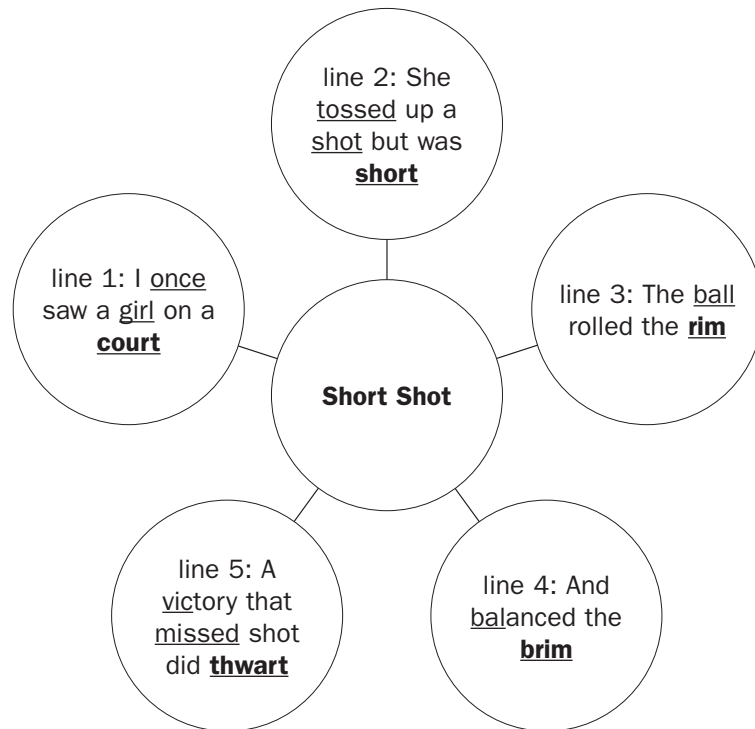 line 2: She
tossed up a
shot but was
short
line 1: I once
saw a girl on a
court
line 3: The ball
rolled the rim
Short Shot
line 5: A
victory that
missed shot
did thwart
line 4: And
balanced the
brim